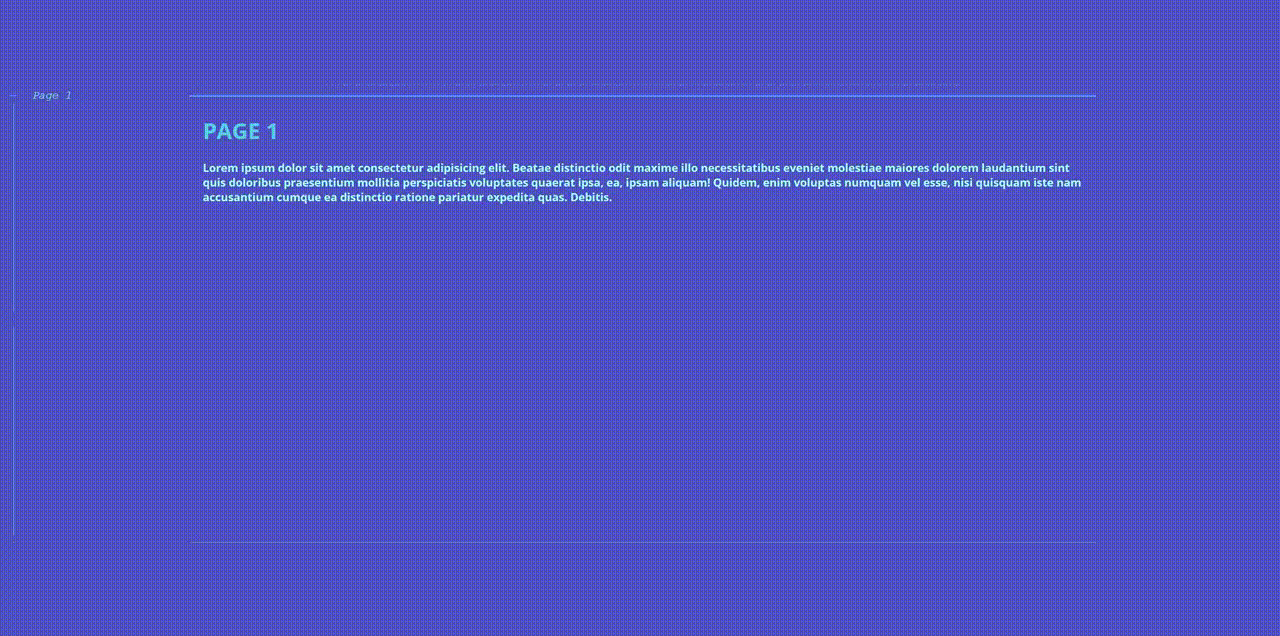 Page 1
PAGE 1
Lorem ipsum dolor sit amet consectetur adipisicing elit. Beatae distinctio odit maxime illo necessitatibus eveniet molestiae maiores dolorem laudantium sint
quis doloribus praesentium mollitia perspiciatis voluptates quaerat ipsa, ea, ipsam aliquam! Quidem, enim voluptas numquam vel esse, nisi quisquam iste nam
accusantium cumque ea distinctio ratione pariatur expedita quas. Debitis.